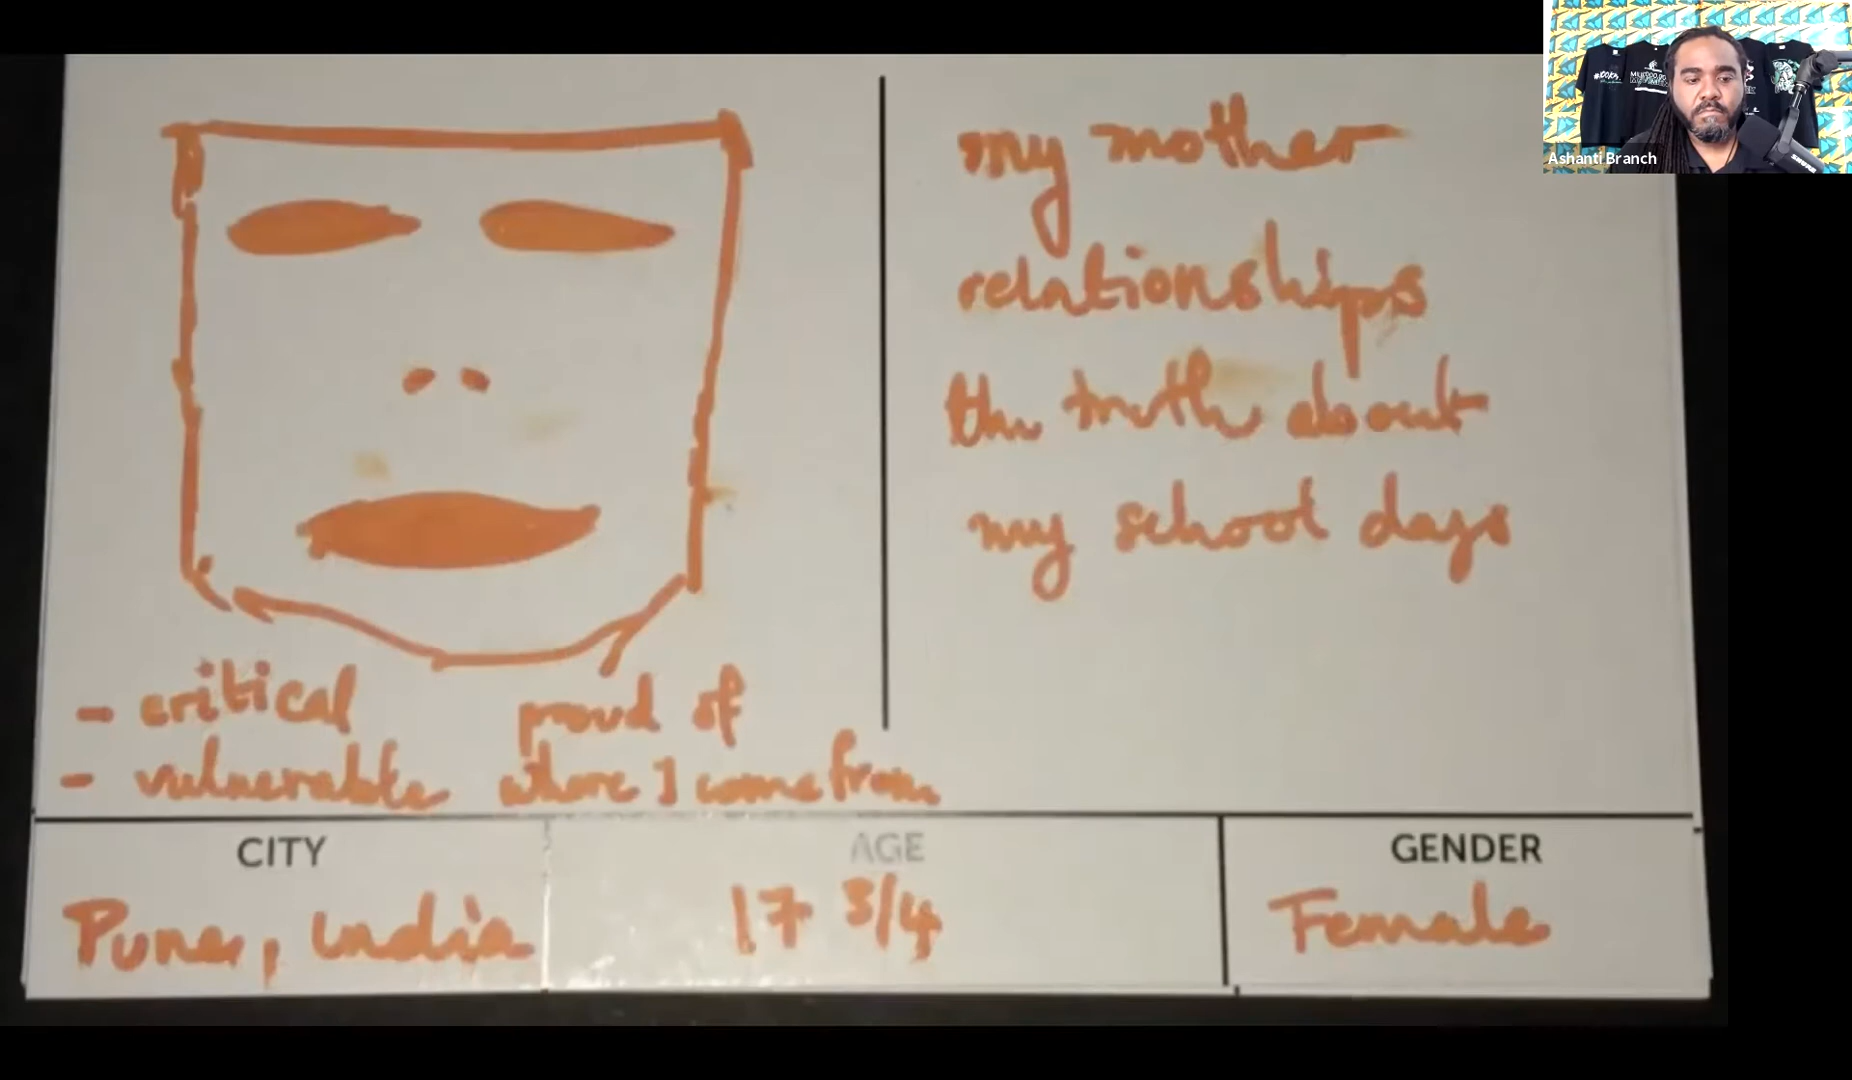 my mother
relationships
the truth about
my school days
- critical
- vulnerable
proud of
where I come from
CITY
Pune, India
AGE
17 3/4
GENDER
Female
Ashanti Branch
SHURE